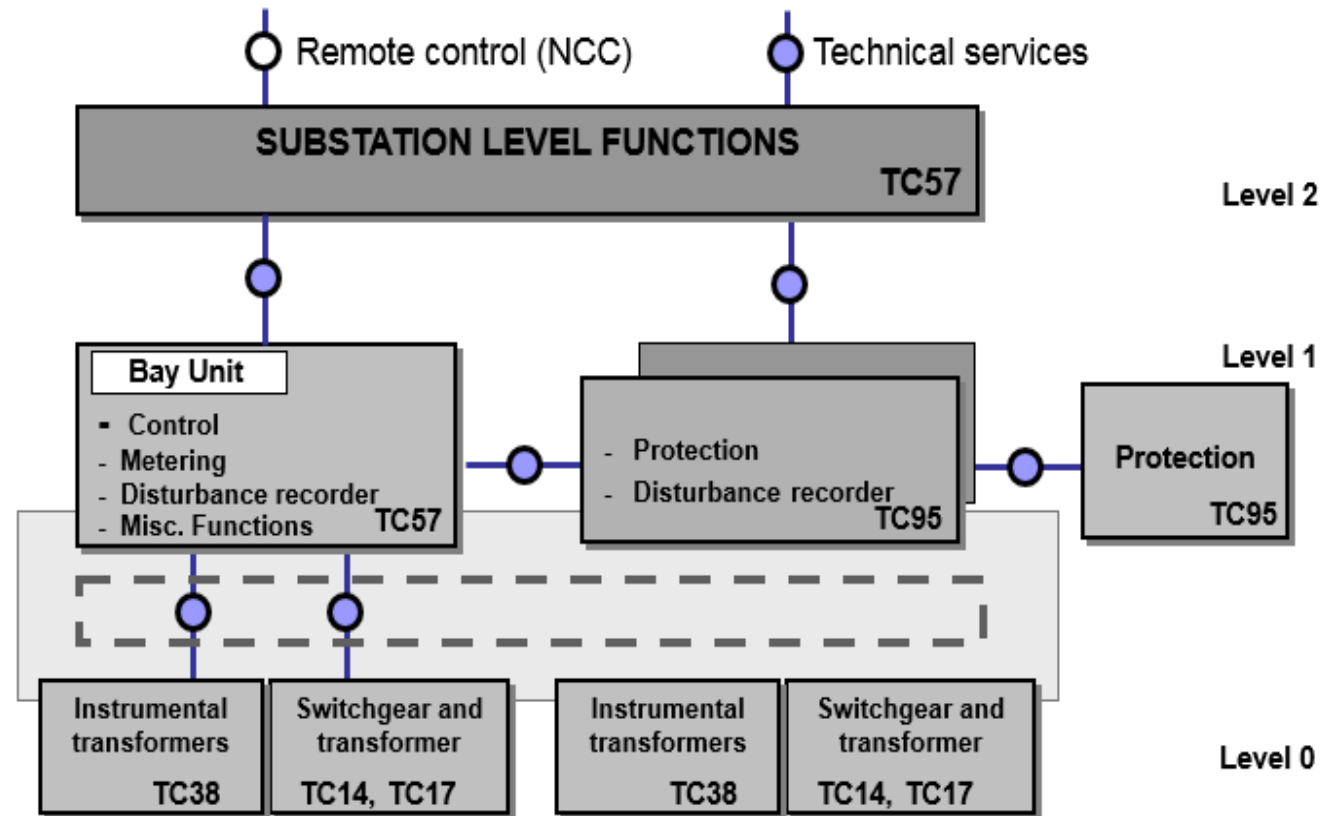 Remote control (NCC)
Technical services
SUBSTATION LEVEL FUNCTIONS
TC57
Level 2
Level 1
Bay Unit
▪ Control
- Metering
- Disturbance recorder
- Misc. Functions
TC57
- Protection
- Disturbance recorder
TC95
Protection
TC95
Instrumental
transformers
TC38
Switchgear and
transformer
TC14, TC17
Instrumental
transformers
TC38
Switchgear and
transformer
TC14, TC17
Level 0